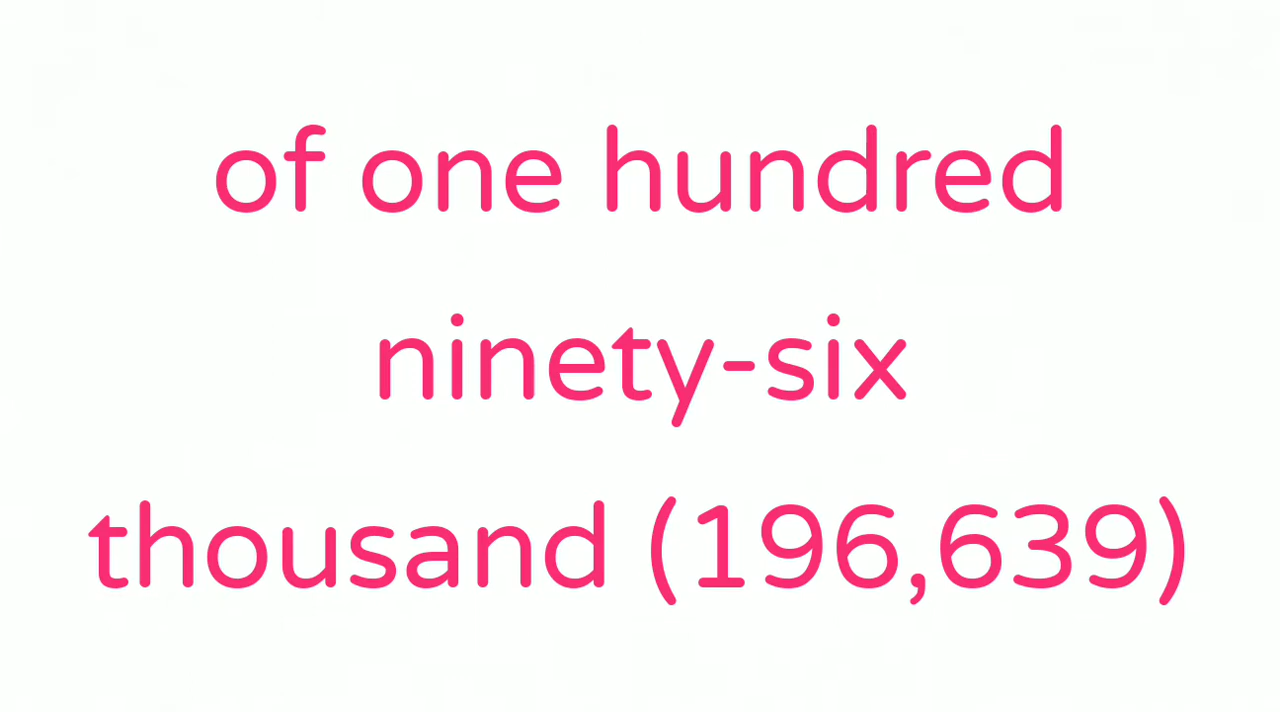 of one hundred
ninety-six
thousand (196,639)